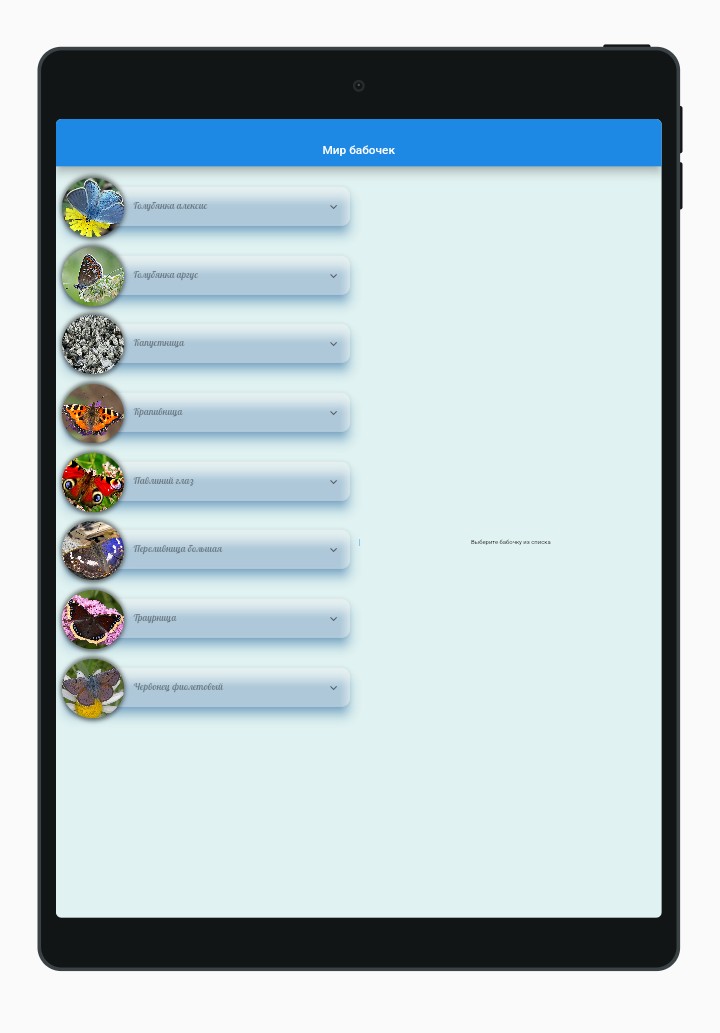 Мир бабочек
Голубянка алексис
Голубянка аргус
Капустница
Крапивница
Павлиний глаз
Переливница большая
Выберите бабочку из списка
Траурница
Червонец фиолетовый